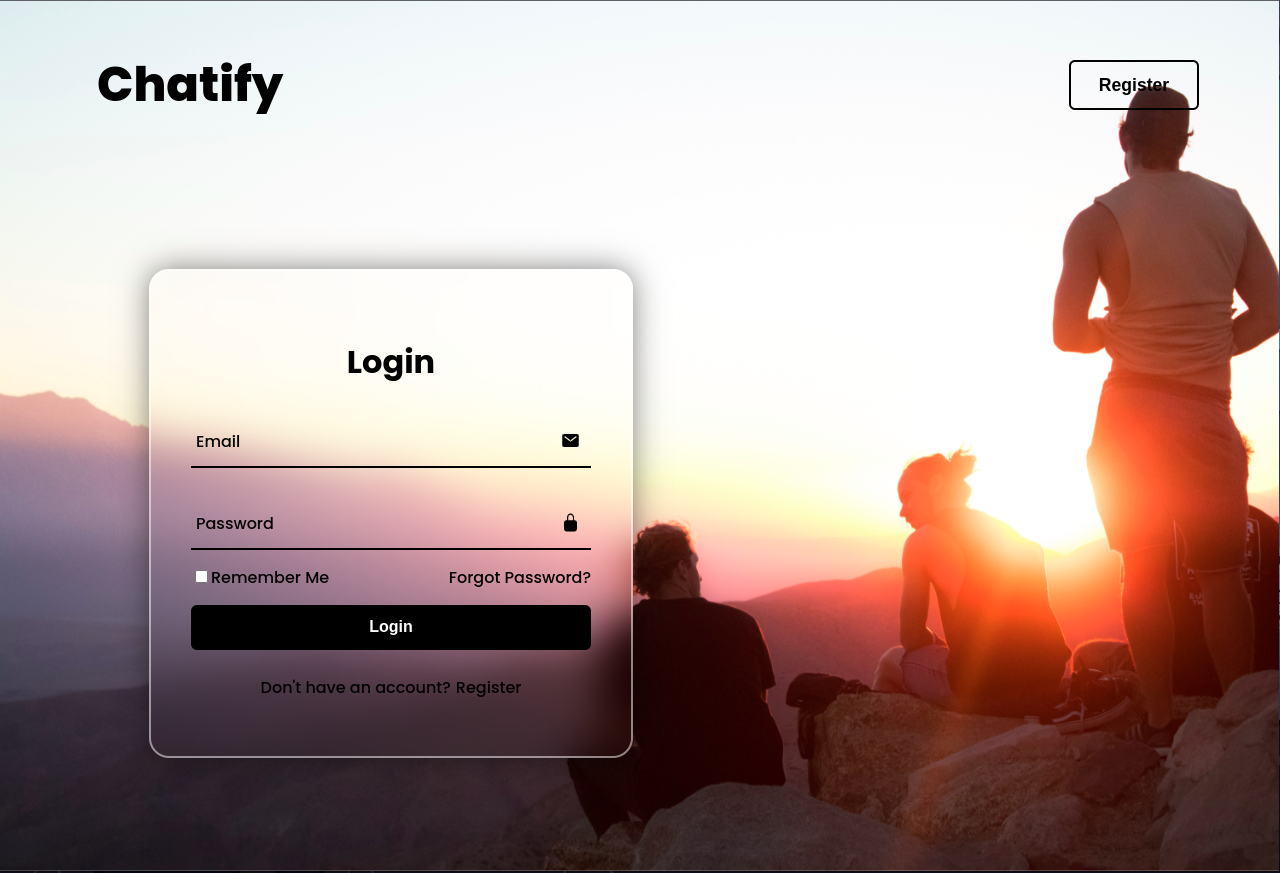 Chatify
Register
Login
Email
Password
Remember Me
Forgot Password?
Login
Don't have an account? Register